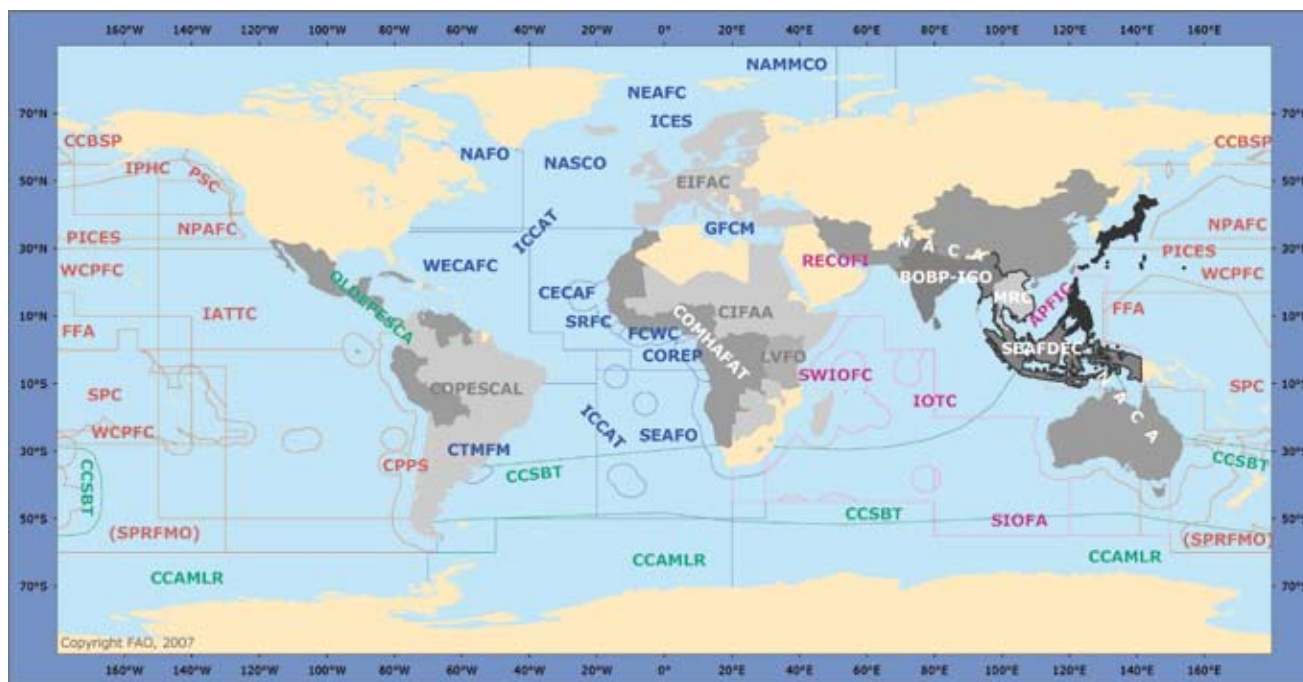 160°W 140°W 120°W 100°W 80°W 60°W 40°W 20°W 0° 20°E 40°E 60°E 80°E 100°E 120°E 140°E 160°E
NAMMCO
NEAFC
70°N 70°N
ICES
CCBSP CCBSP
NAFO
NASCO
IPHC
PSC
50°N 50°N
EIFAC
NPAFC NPAFC
GFCM
ICCAT
PICES PICES
30°N 30°N
NACA
RECOFI
WCPFC WECAFC WCPFC
BOBP-IGO
OLDEPESCA
CECAF
MRC
APFIC
IATTC
CIFAA
FFA
SRFC
10°N 10°N
FFA
FCWC
COMHAFAT
COREP
LVFO
SEAFDEC
10°S 10°S
COPESCAL
SWIOFC
SPC SPC
IOTC
NACA
WCPFC
ICCAT
SEAFO
CTMFM
30°S 30°S
CPPS
CCSBT
CCSBT
CCSBT
CCSBT
SIOFA
50°S 50°S
(SPRFMO) (SPRFMO)
CCAMLR CCAMLR CCAMLR
70°S 70°S
Copyright FAO, 2007
160°W 140°W 120°W 100°W 80°W 60°W 40°W 20°W 0° 20°E 40°E 60°E 80°E 100°E 120°E 140°E 160°E